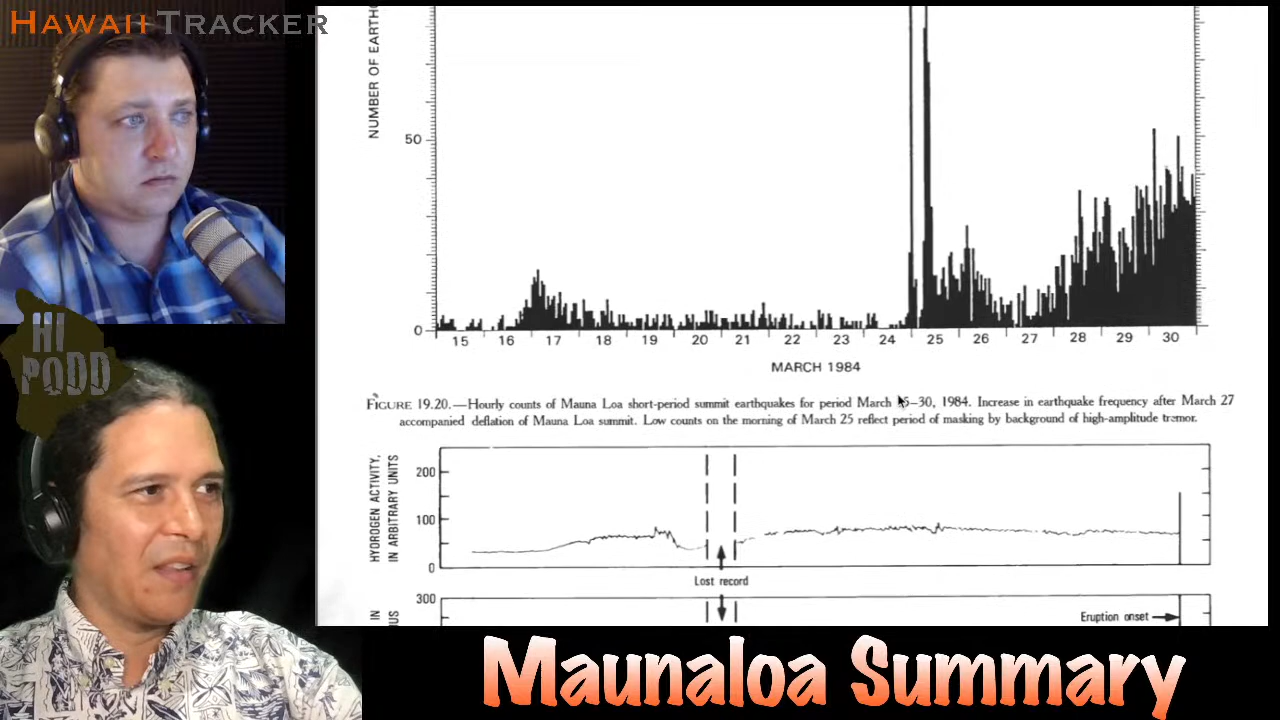 HAWAII TRACKER
NUMBER OF EARTHQ
50
0
15 16 17 18 19 20 21 22 23 24 25 26 27 28 29 30
MARCH 1984
FIGURE 19.20.—Hourly counts of Mauna Loa short-period summit earthquakes for period March 15–30, 1984. Increase in earthquake frequency after March 27
accompanied deflation of Mauna Loa summit. Low counts on the morning of March 25 reflect period of masking by background of high-amplitude tremor.
HI
PODD
HYDROGEN ACTIVITY,
IN ARBITRARY UNITS
200
100
0
Lost record
300
IN
Eruption onset
Maunaloa Summary